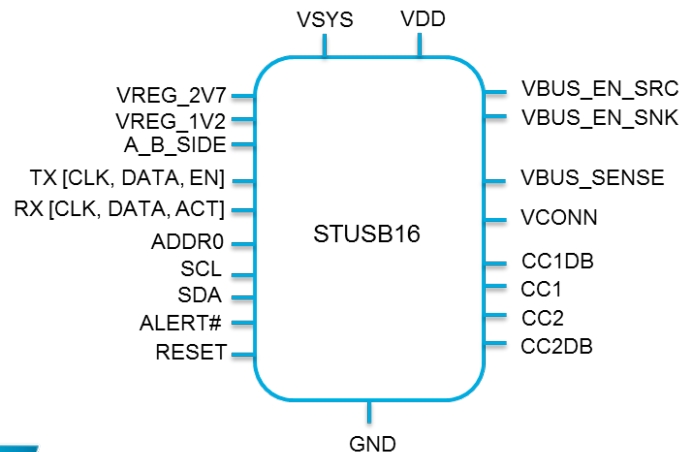 VSYS VDD
VREG_2V7
VREG_1V2
A_B_SIDE
TX [CLK, DATA, EN]
RX [CLK, DATA, ACT]
ADDR0
SCL
SDA
ALERT#
RESET
STUSB16
VBUS_EN_SRC
VBUS_EN_SNK
VBUS_SENSE
VCONN
CC1DB
CC1
CC2
CC2DB
GND